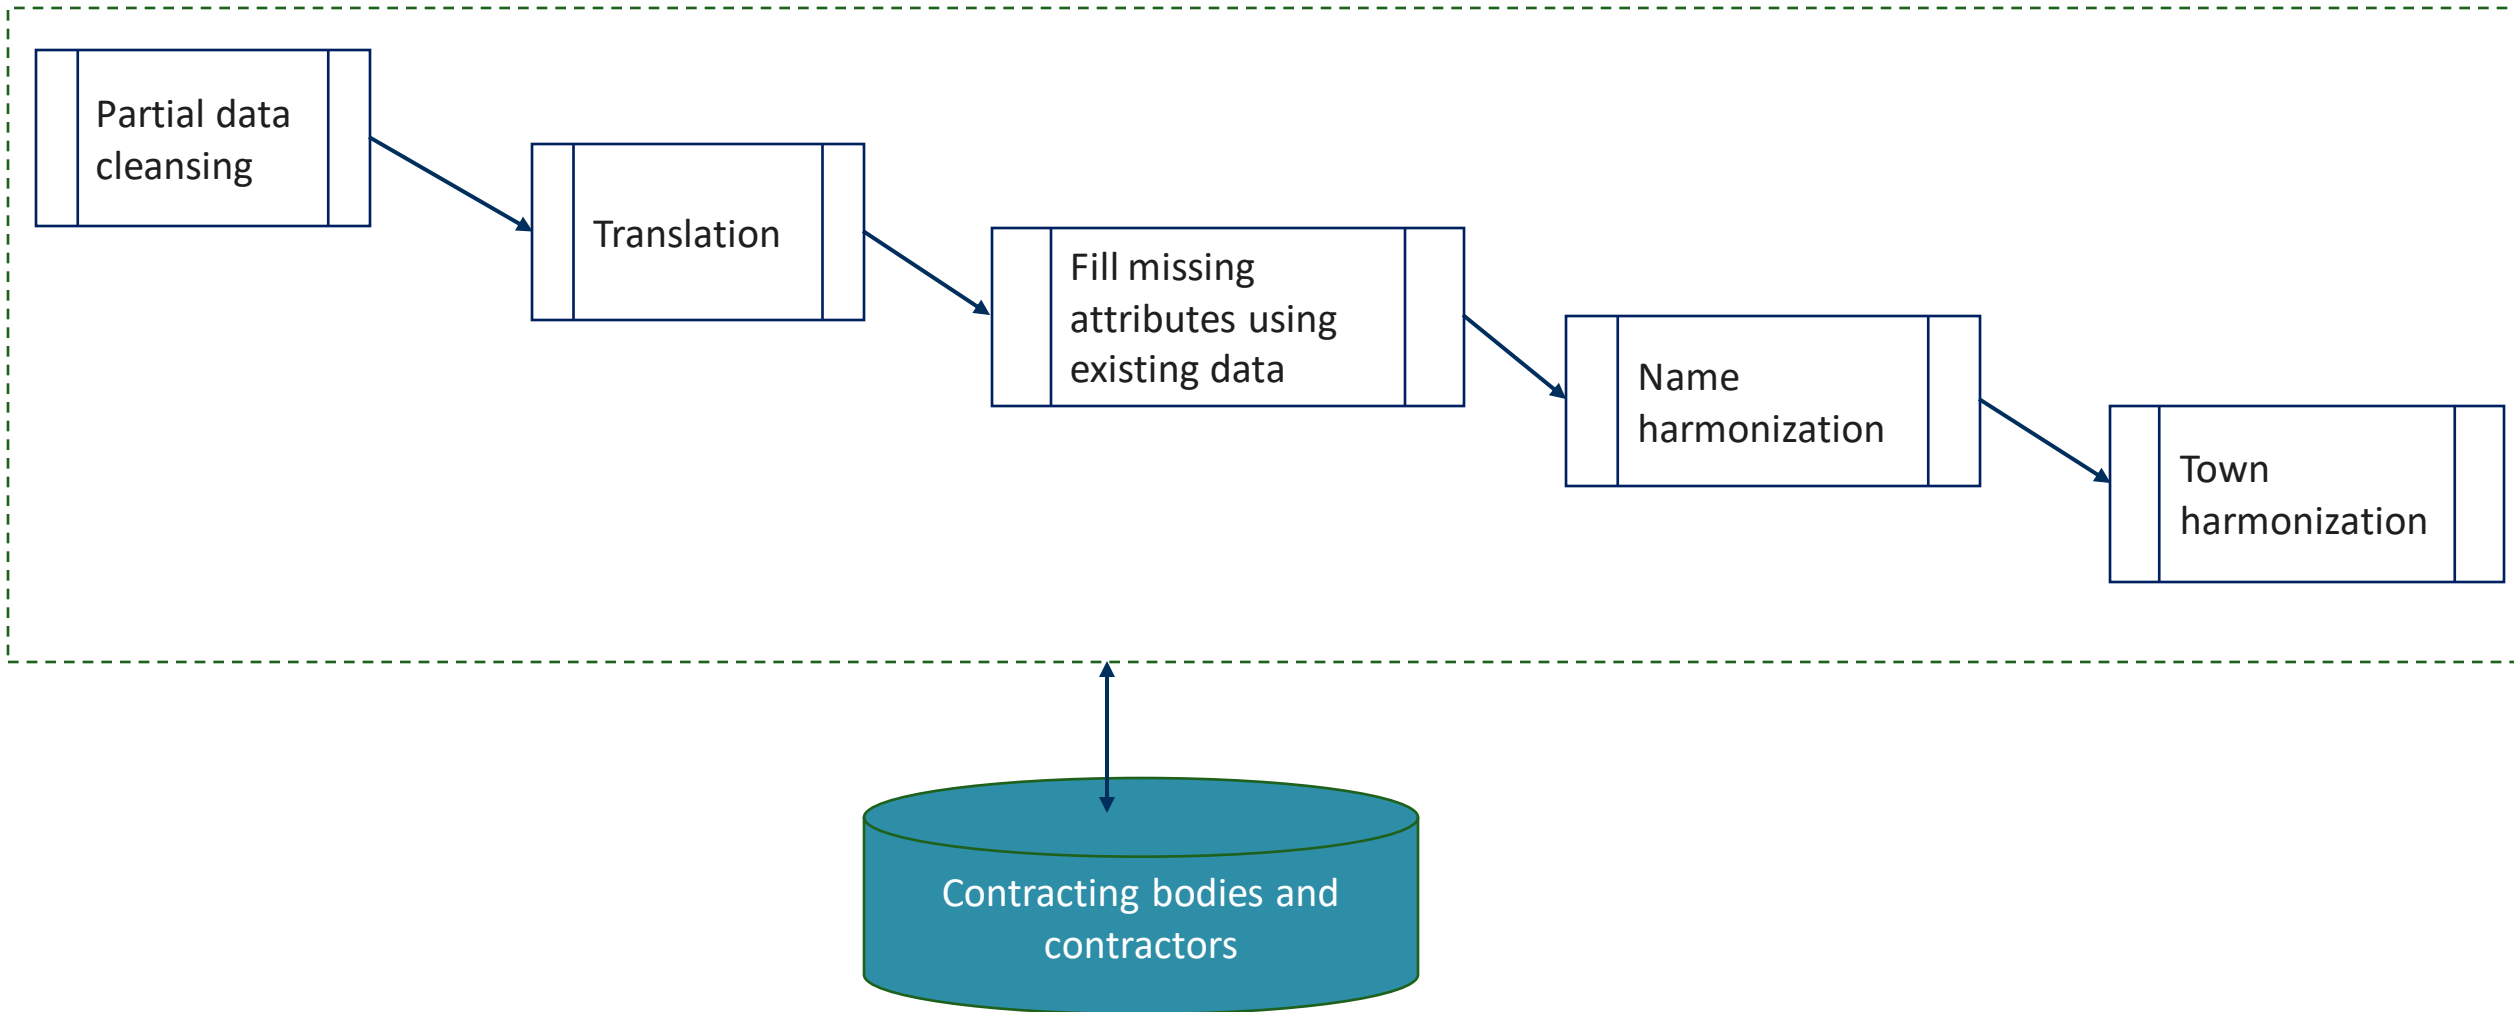 Partial data
cleansing
Translation
Fill missing
attributes using
existing data
Name
harmonization
Town
harmonization
Contracting bodies and
contractors